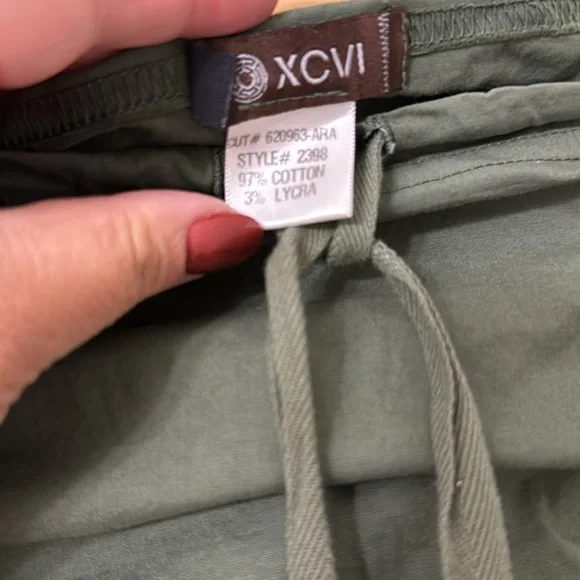 XCVI
CUT# 620963-ARA
STYLE# 2398
97% COTTON
3% LYCRA